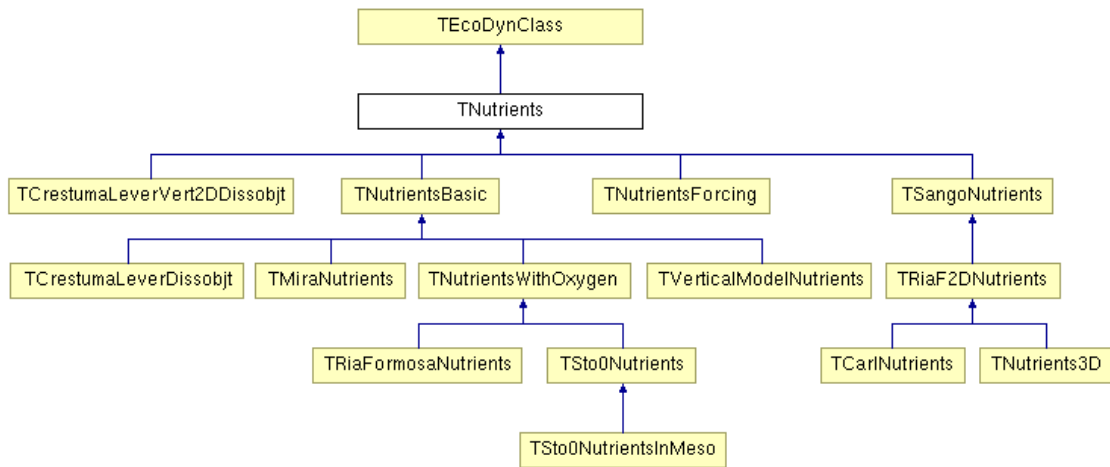 TEcoDynClass
TNutrients
TCrestumaLeverVert2DDissobjt
TNutrientsBasic
TNutrientsForcing
TSangoNutrients
TCrestumaLeverDissobjt
TMiraNutrients
TNutrientsWithOxygen
TVerticalModelNutrients
TRiaF2DNutrients
TRiaFormosaNutrients
TSto0Nutrients
TCarlNutrients
TNutrients3D
TSto0NutrientsInMeso